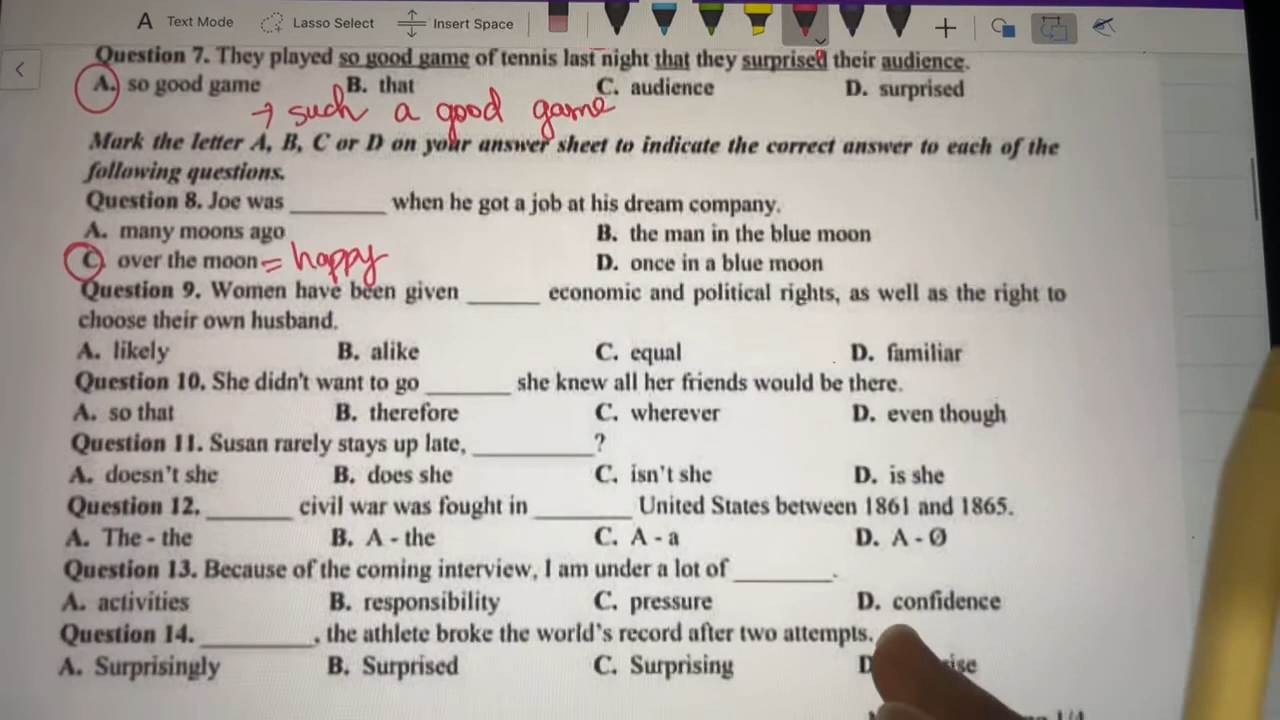 A Text Mode Lasso Select Insert Space
Question 7. They played so good game of tennis last night that they surprised their audience.
A. so good game B. that C. audience D. surprised
→ such a good game
Mark the letter A, B, C or D on your answer sheet to indicate the correct answer to each of the
following questions.
Question 8. Joe was ________ when he got a job at his dream company.
A. many moons ago B. the man in the blue moon
C. over the moon = happy D. once in a blue moon
Question 9. Women have been given ______ economic and political rights, as well as the right to
choose their own husband.
A. likely B. alike C. equal D. familiar
Question 10. She didn't want to go _______ she knew all her friends would be there.
A. so that B. therefore C. wherever D. even though
Question 11. Susan rarely stays up late, __________?
A. doesn't she B. does she C. isn't she D. is she
Question 12. _______ civil war was fought in ________ United States between 1861 and 1865.
A. The - the B. A - the C. A - a D. A - Ø
Question 13. Because of the coming interview, I am under a lot of ________.
A. activities B. responsibility C. pressure D. confidence
Question 14. _________, the athlete broke the world's record after two attempts.
A. Surprisingly B. Surprised C. Surprising